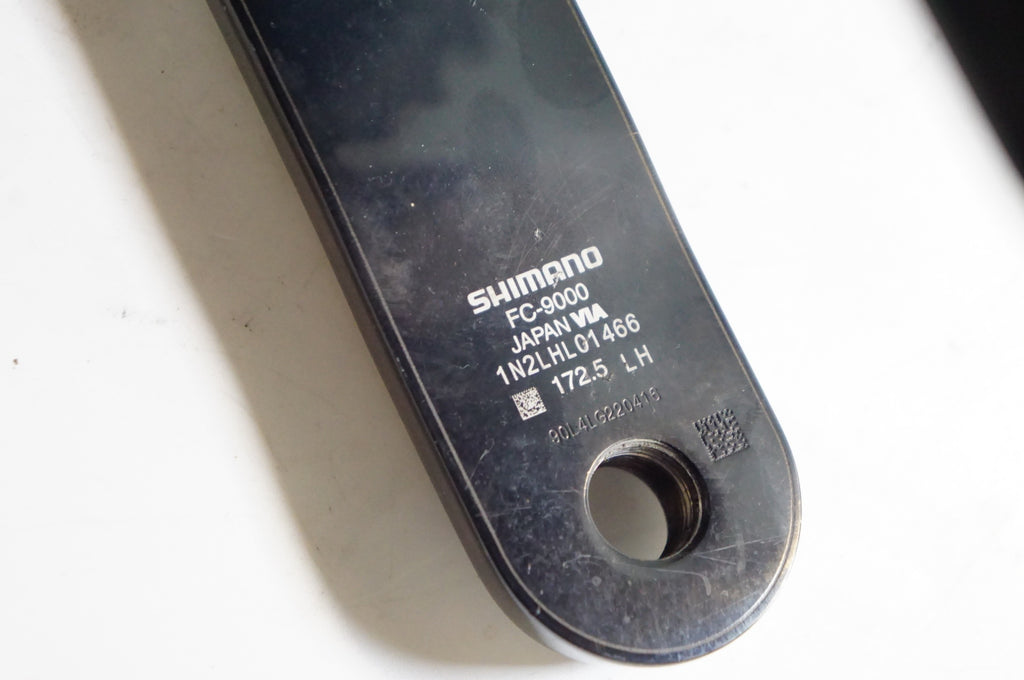 SHIMANO
FC-9000
JAPAN VIA
1N2LHL01466
172.5 LH
90L4LG220416